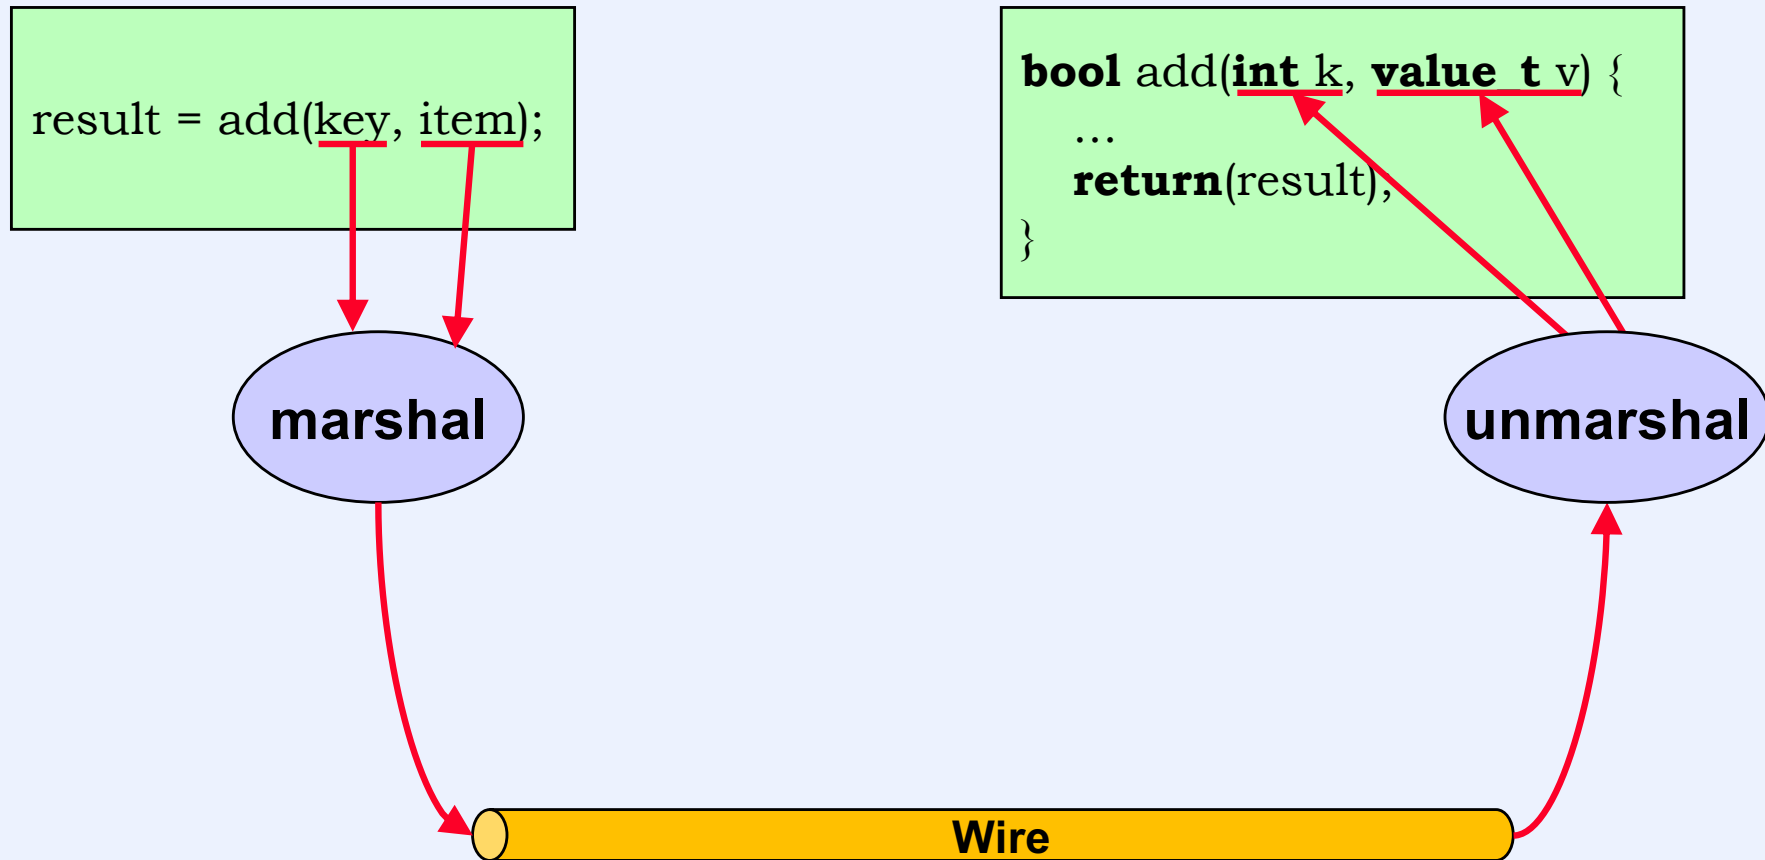 result = add(key, item);
bool add(int k, value_t v) {
...
return(result);
}
marshal
unmarshal
Wire